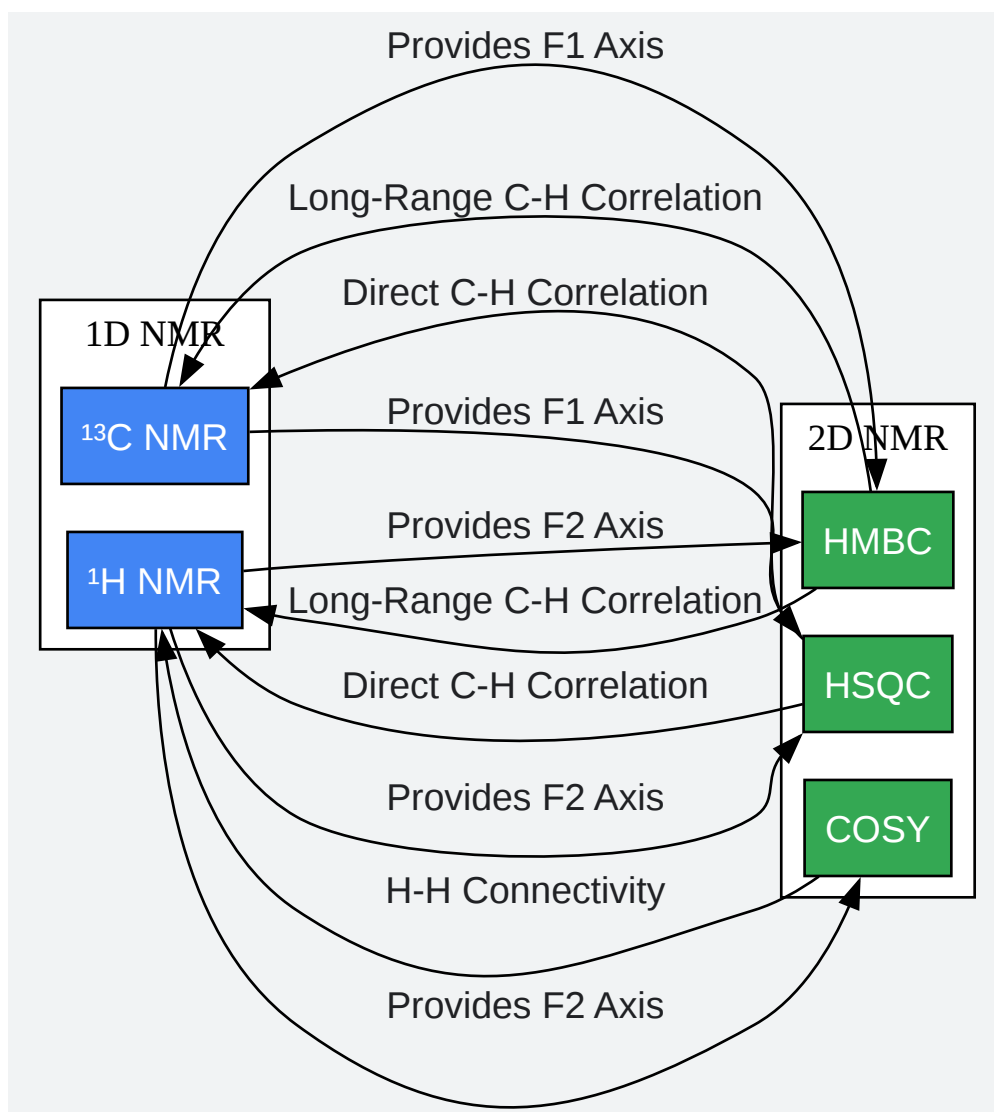 Provides F1 Axis
Long-Range C-H Correlation
Direct C-H Correlation
1D NMR
Provides F1 Axis
¹³C NMR
2D NMR
Provides F2 Axis
HMBC
¹H NMR
Long-Range C-H Correlation
Direct C-H Correlation
HSQC
Provides F2 Axis
COSY
H-H Connectivity
Provides F2 Axis